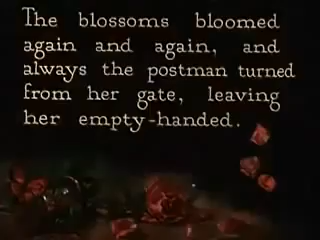 The blossoms bloomed
again and again, and
always the postman turned
from her gate, leaving
her empty-handed.